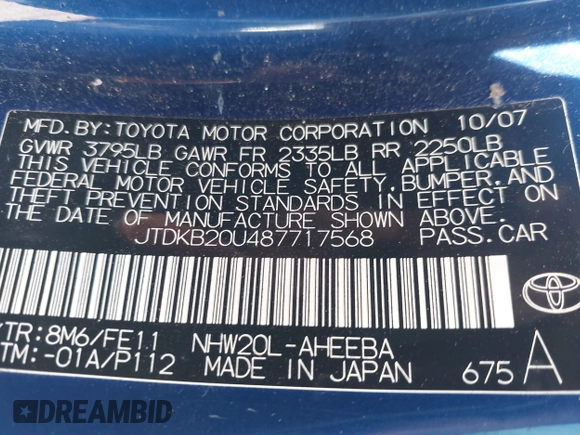 MFD.BY:TOYOTA MOTOR CORPORATION 10/07
GVWR 3795LB GAWR FR 2335LB RR 2250LB
THIS VEHICLE CONFORMS TO ALL APPLICABLE
FEDERAL MOTOR VEHICLE SAFETY,BUMPER,AND
THEFT PREVENTION STANDARDS IN EFFECT ON
THE DATE OF MANUFACTURE SHOWN ABOVE.
JTDKB20U487717568 PASS.CAR
/TR:8M6/FE11 NHW20L-AHEEBA
TM:-01A/P112 MADE IN JAPAN 675 A
DREAMBID